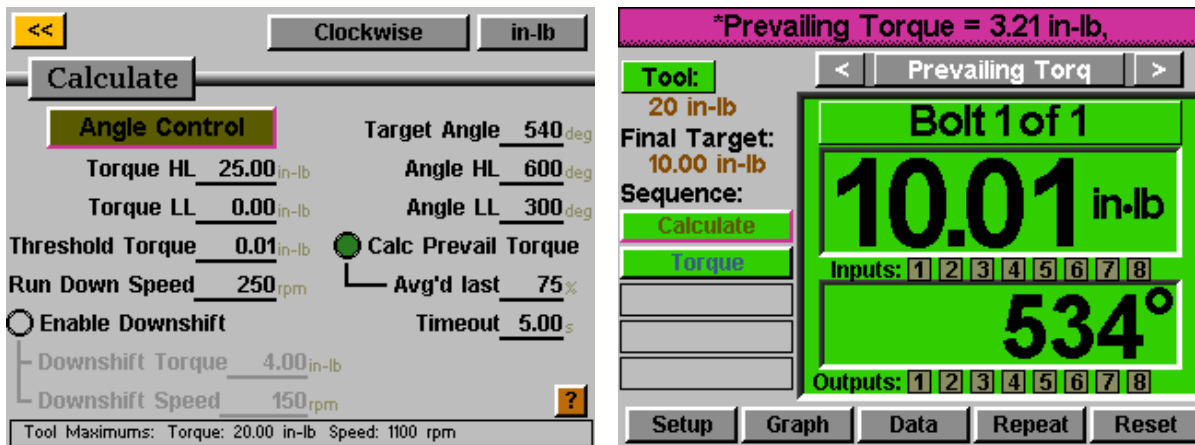 <<
Clockwise
in-lb
Calculate
Angle Control
Target Angle 540 deg
Torque HL 25.00 in-lb
Angle HL 600 deg
Torque LL 0.00 in-lb
Angle LL 300 deg
Threshold Torque 0.01 in-lb
Calc Prevail Torque
Run Down Speed 250 rpm
Avg'd last 75 %
Enable Downshift
Timeout 5.00 s
Downshift Torque 4.00 in-lb
Downshift Speed 150 rpm
?
Tool Maximums: Torque: 20.00 in-lb Speed: 1100 rpm
*Prevailing Torque = 3.21 in-lb,
Tool:
20 in-lb
Final Target:
10.00 in-lb
Sequence:
Calculate
Torque
< Prevailing Torq >
Bolt 1 of 1
10.01 in•lb
Inputs: 1 2 3 4 5 6 7 8
534°
Outputs: 1 2 3 4 5 6 7 8
Setup
Graph
Data
Repeat
Reset